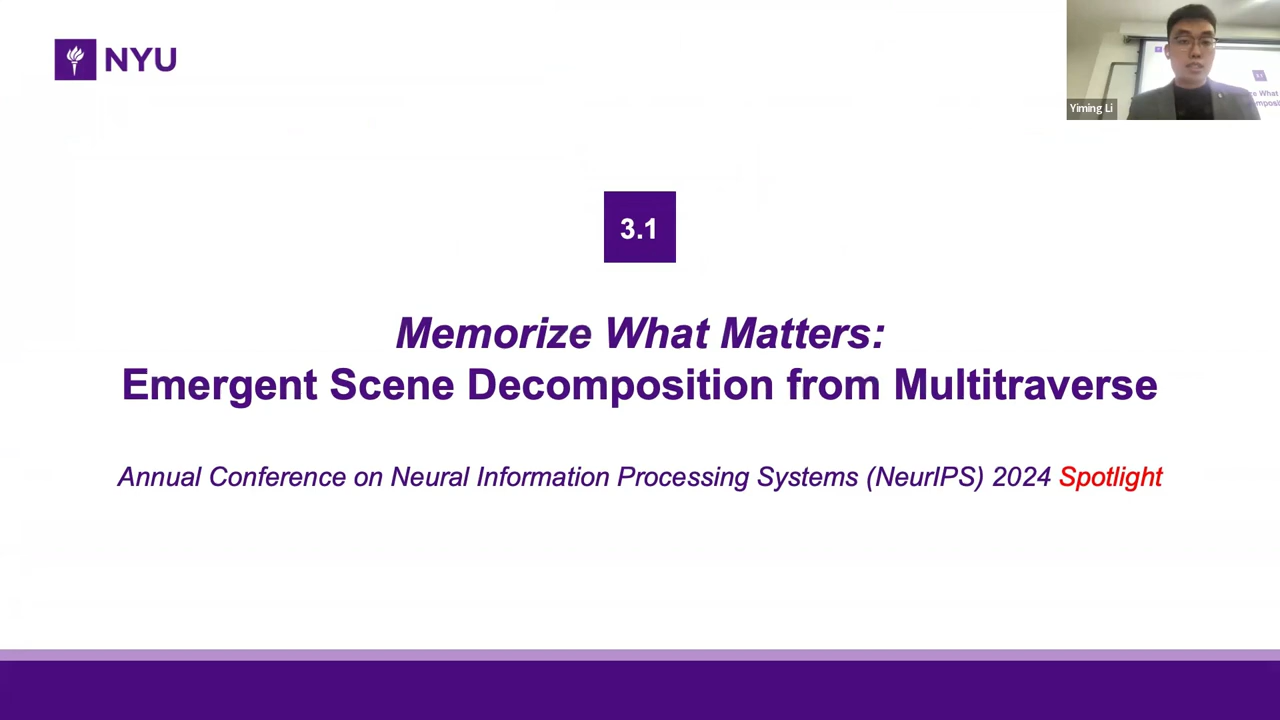 NYU
Yiming Li
3.1
Memorize What Matters:
Emergent Scene Decomposition from Multitraverse
Annual Conference on Neural Information Processing Systems (NeurIPS) 2024 Spotlight